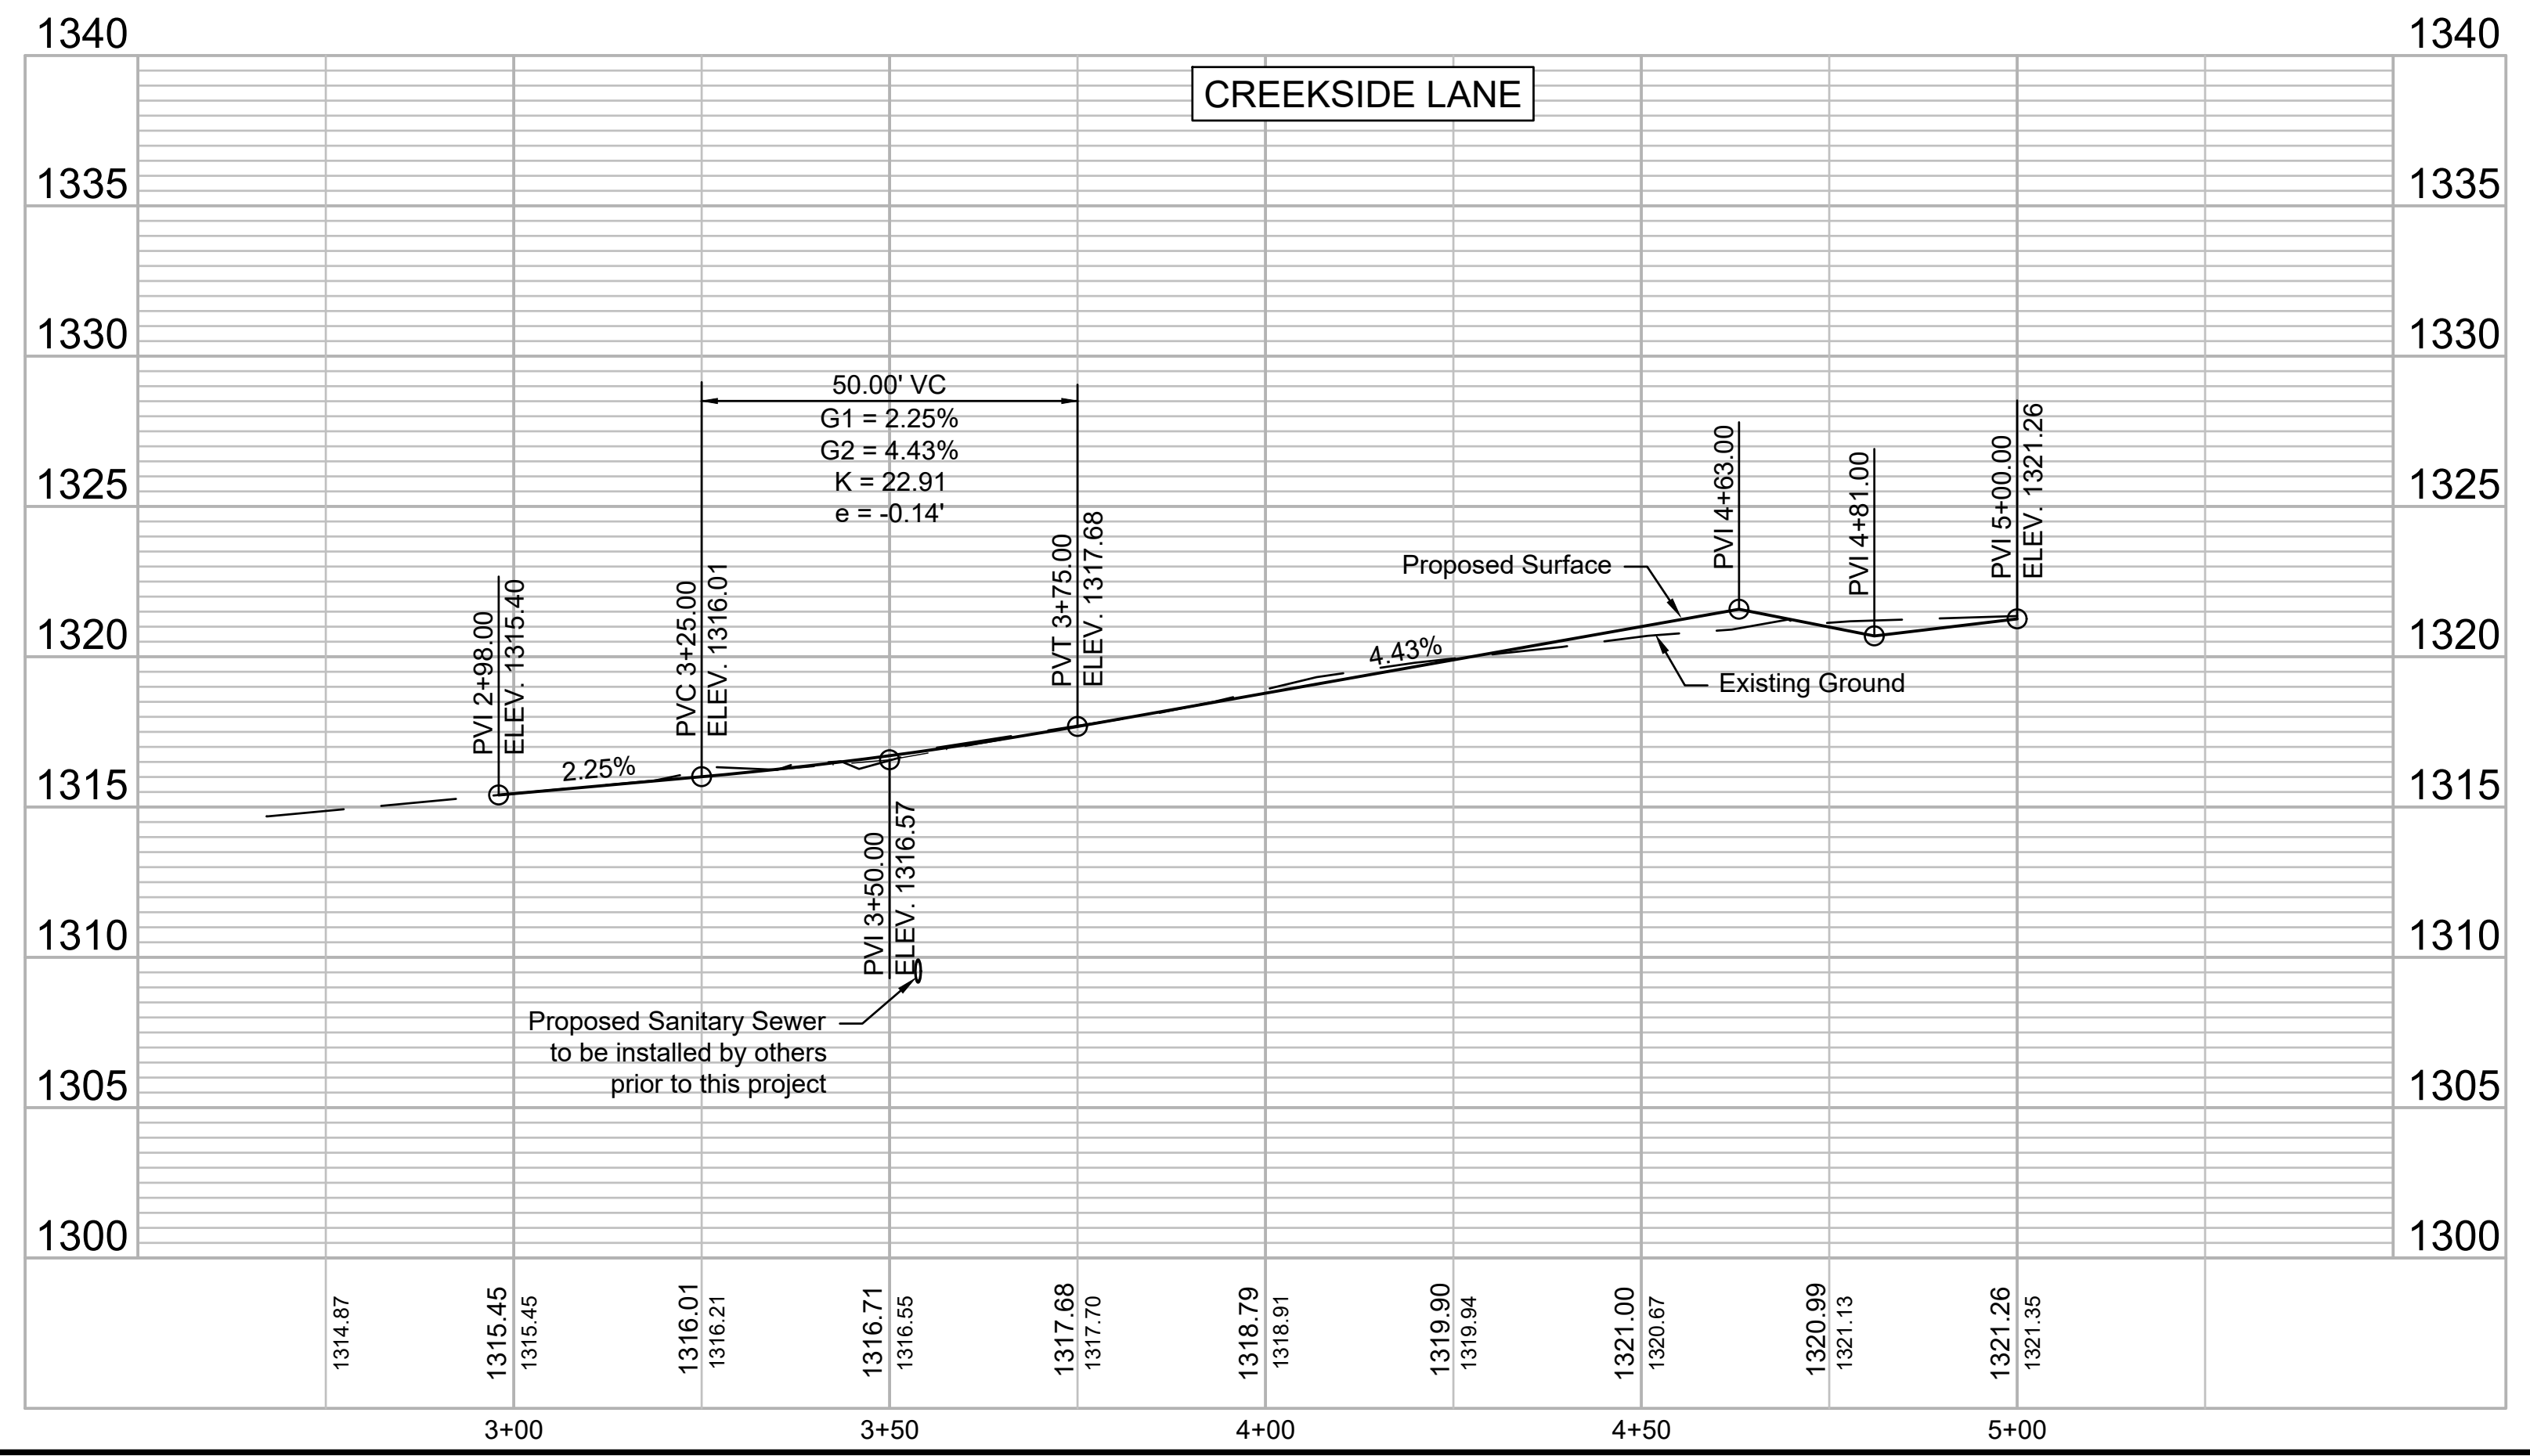 1340
1340
CREEKSIDE LANE
1335
1335
1330
1330
50.00' VC
G1 = 2.25%
G2 = 4.43%
K = 22.91
e = -0.14'
1325
1325
PVI 2+98.00
ELEV. 1315.40
PVC 3+25.00
ELEV. 1316.01
PVT 3+75.00
ELEV. 1317.68
PVI 4+63.00
PVI 4+81.00
PVI 5+00.00
ELEV. 1321.26
Proposed Surface
1320
1320
4.43%
Existing Ground
2.25%
1315
1315
PVI 3+50.00
ELEV. 1316.57
1310
1310
Proposed Sanitary Sewer
to be installed by others
prior to this project
1305
1305
1300
1300
1314.87
1315.45
1315.45
1316.01
1316.21
1316.71
1316.55
1317.68
1317.70
1318.79
1318.91
1319.90
1319.94
1321.00
1320.67
1320.99
1321.13
1321.26
1321.35
3+00
3+50
4+00
4+50
5+00